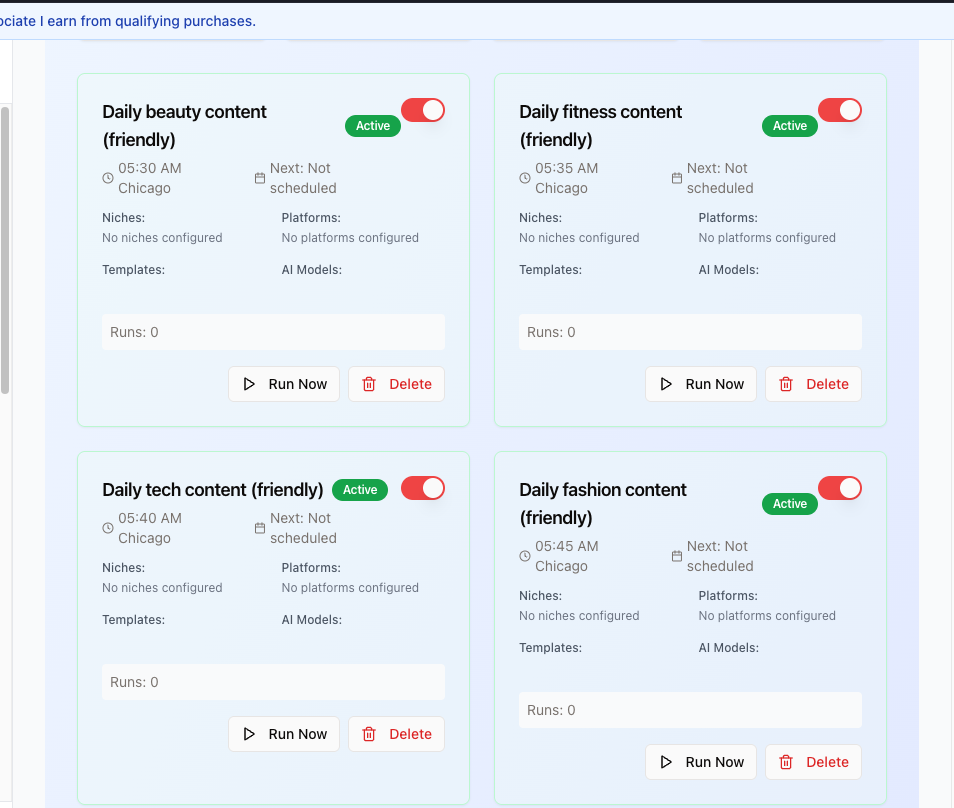 ociate I earn from qualifying purchases.
Daily beauty content
(friendly)
Active
05:30 AM
Chicago
Next: Not
scheduled
Niches:
Platforms:
No niches configured
No platforms configured
Templates:
AI Models:
Runs: 0
Run Now
Delete
Daily fitness content
(friendly)
Active
05:35 AM
Chicago
Next: Not
scheduled
Niches:
Platforms:
No niches configured
No platforms configured
Templates:
AI Models:
Runs: 0
Run Now
Delete
Daily tech content (friendly)
Active
05:40 AM
Chicago
Next: Not
scheduled
Niches:
Platforms:
No niches configured
No platforms configured
Templates:
AI Models:
Runs: 0
Run Now
Delete
Daily fashion content
(friendly)
Active
05:45 AM
Chicago
Next: Not
scheduled
Niches:
Platforms:
No niches configured
No platforms configured
Templates:
AI Models:
Runs: 0
Run Now
Delete